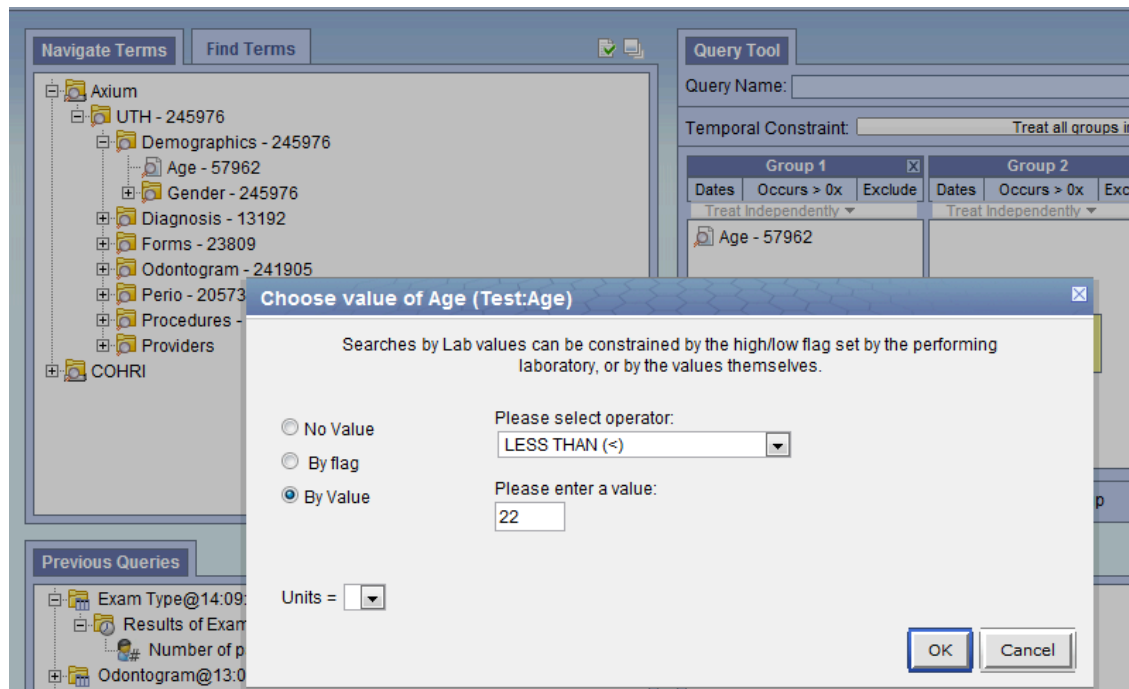 Navigate Terms
Find Terms
Axium
UTH - 245976
Demographics - 245976
Age - 57962
Gender - 245976
Diagnosis - 13192
Forms - 23809
Odontogram - 241905
Perio - 20573
Procedures -
Providers
COHRI
Query Tool
Query Name:
Temporal Constraint:
Treat all groups
Group 1
Group 2
Dates Occurs > 0x Exclude
Dates Occurs > 0x
Treat Independently
Treat Independently
Age - 57962
Choose value of Age (Test:Age)
Searches by Lab values can be constrained by the high/low flag set by the performing
laboratory, or by the values themselves.
No Value
By flag
By Value
Please select operator:
LESS THAN (<)
Please enter a value:
22
Units =
OK
Cancel
Previous Queries
Exam Type@14:09:
Results of Exam
Number of p
Odontogram@13:0